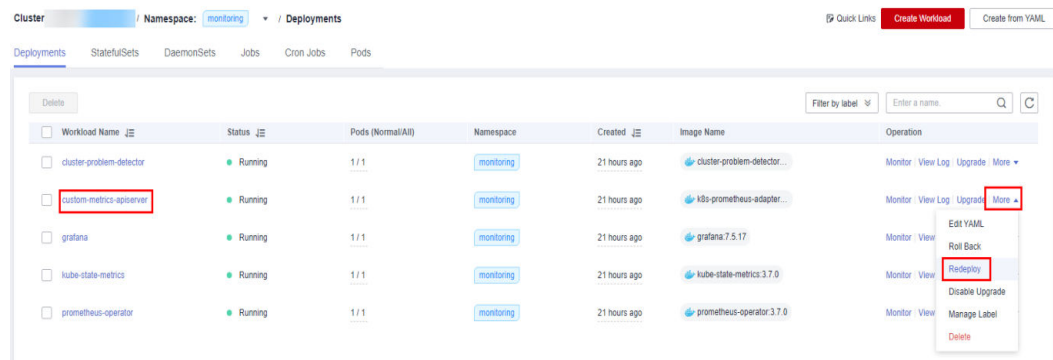 Cluster / Namespace: monitoring / Deployments
Quick Links Create Workload Create from YAML
Deployments StatefulSets DaemonSets Jobs Cron Jobs Pods
Delete Filter by label Enter a name.
Workload Name Status Pods (Normal/All) Namespace Created Image Name Operation
cluster-problem-detector Running 1 / 1 monitoring 21 hours ago cluster-problem-detector... Monitor View Log Upgrade More
custom-metrics-apiserver Running 1 / 1 monitoring 21 hours ago k8s-prometheus-adapter... Monitor View Log Upgrade More
grafana Running 1 / 1 monitoring 21 hours ago grafana:7.5.17 Monitor View
kube-state-metrics Running 1 / 1 monitoring 21 hours ago kube-state-metrics:3.7.0 Monitor View
prometheus-operator Running 1 / 1 monitoring 21 hours ago prometheus-operator:3.7.0 Monitor View
Edit YAML
Roll Back
Redeploy
Disable Upgrade
Manage Label
Delete